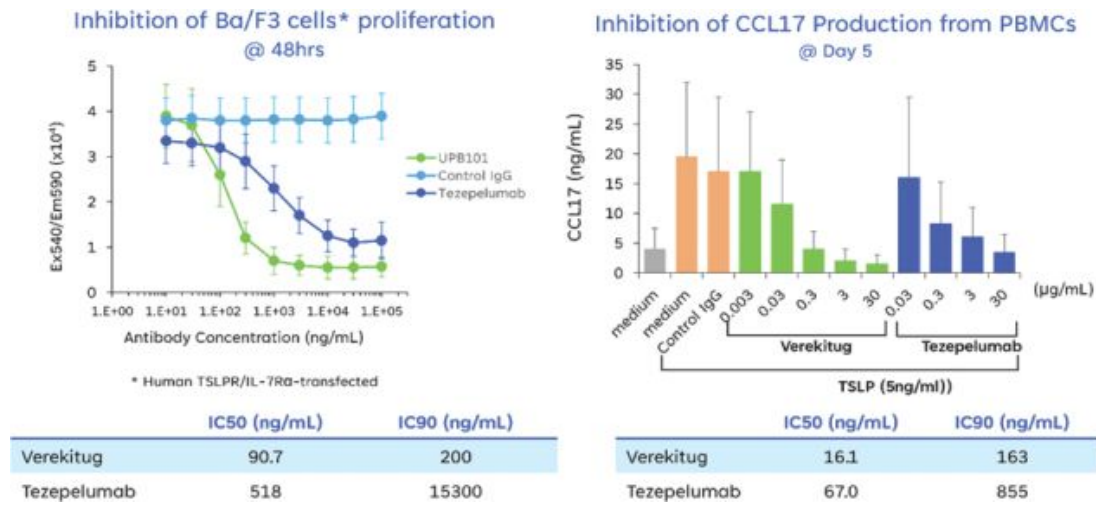 Inhibition of Ba/F3 cells* proliferation
@ 48hrs
5
4
3
2
1
0
Ex540/Em590 (x10⁴)
1.E+00 1.E+01 1.E+02 1.E+03 1.E+04 1.E+05
Antibody Concentration (ng/mL)
UPB101
Control IgG
Tezepelumab
* Human TSLPR/IL-7Rα-transfected
IC50 (ng/mL) IC90 (ng/mL)
Verekitug 90.7 200
Tezepelumab 518 15300
Inhibition of CCL17 Production from PBMCs
@ Day 5
35
30
25
20
15
10
5
0
CCL17 (ng/mL)
medium medium Control IgG 0.003 0.03 0.3 3 30 0.03 0.3 3 30 (µg/mL)
Verekitug Tezepelumab
TSLP (5ng/ml))
IC50 (ng/mL) IC90 (ng/mL)
Verekitug 16.1 163
Tezepelumab 67.0 855